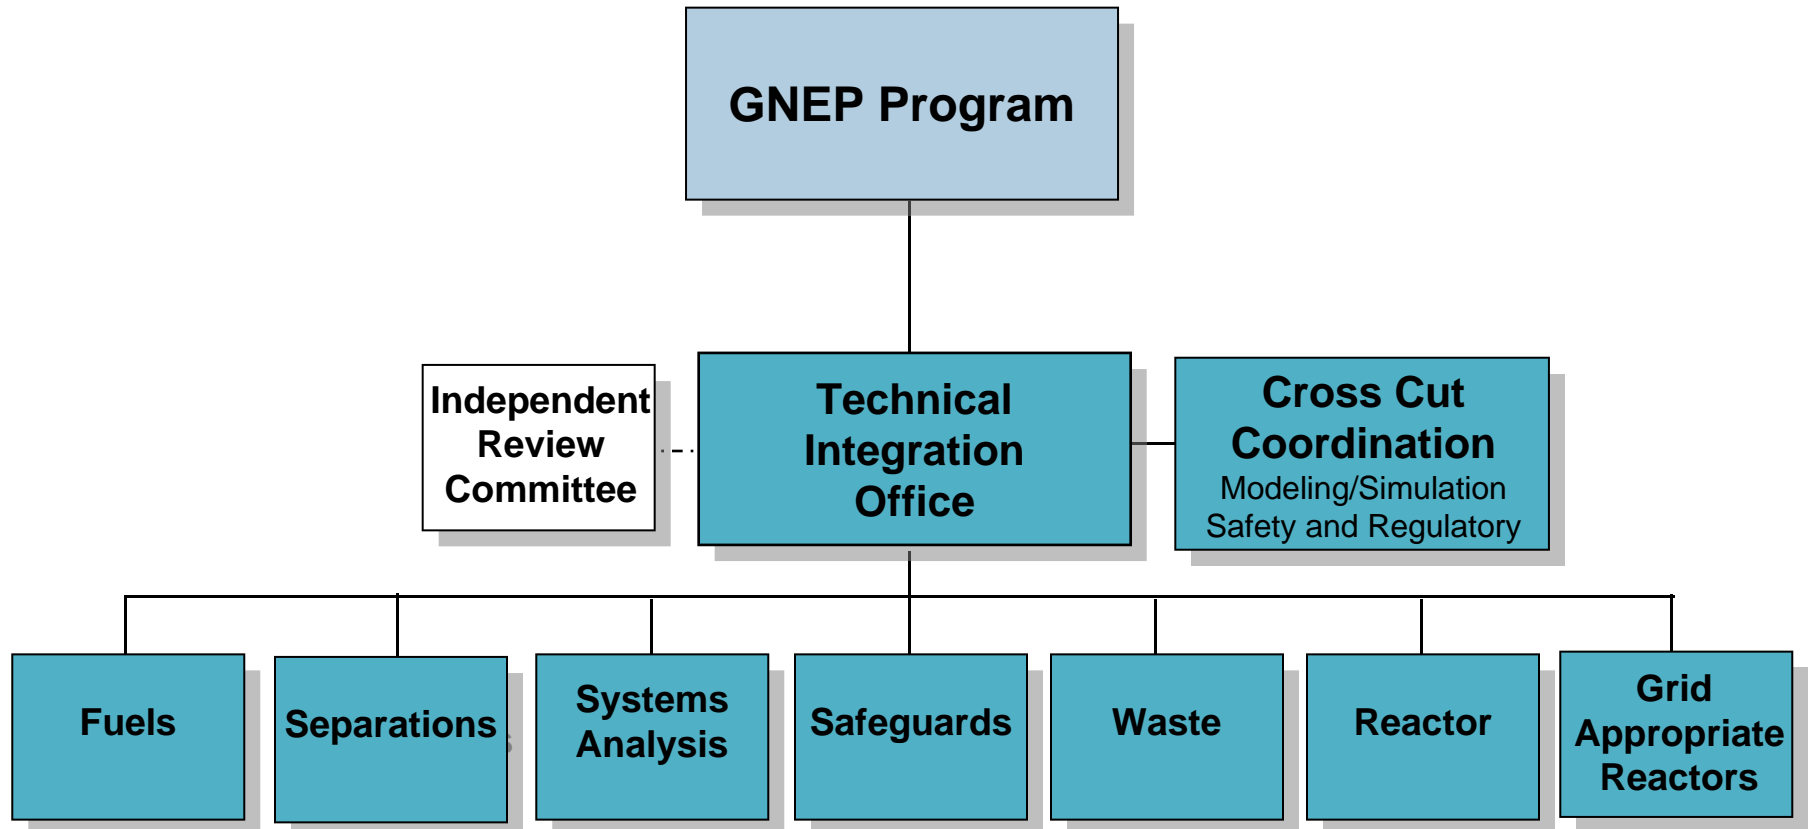 GNEP Program
Independent
Review
Committee
Technical
Integration
Office
Cross Cut
Coordination
Modeling/Simulation
Safety and Regulatory
Fuels
Separations
Systems
Analysis
Safeguards
Waste
Reactor
Grid
Appropriate
Reactors